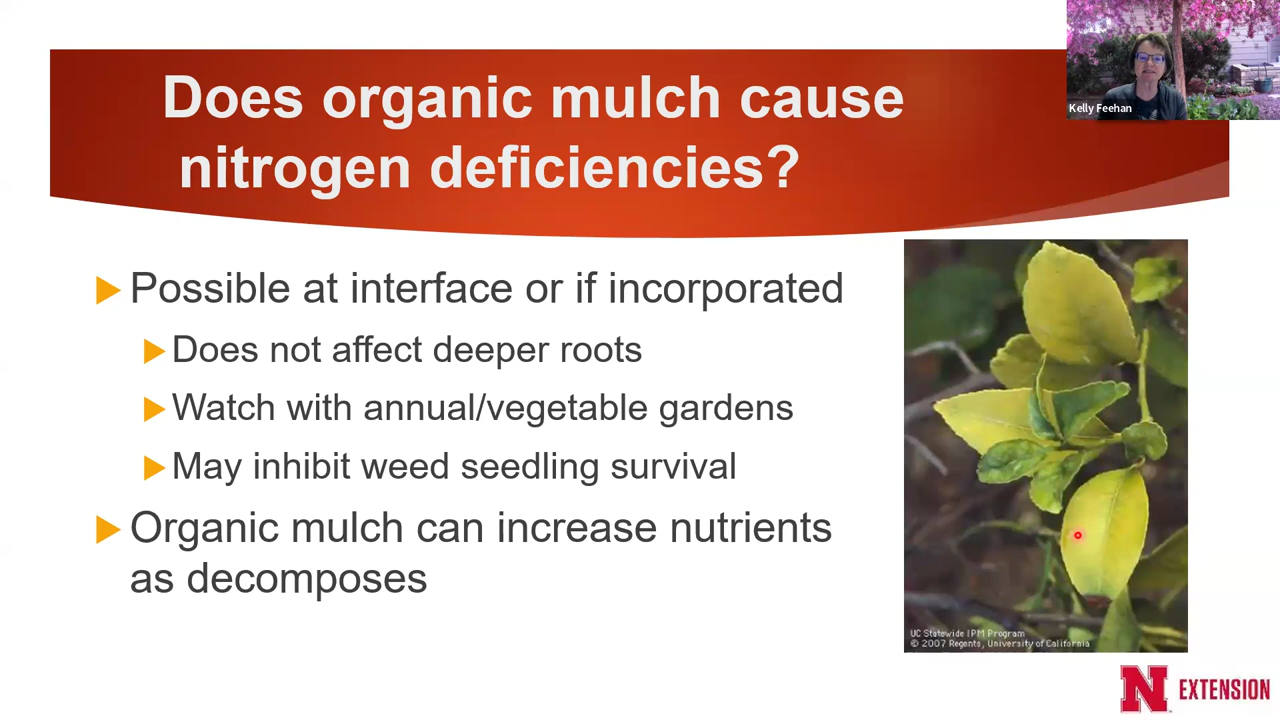 Does organic mulch cause
nitrogen deficiencies?
Kelly Feehan
Possible at interface or if incorporated
Does not affect deeper roots
Watch with annual/vegetable gardens
May inhibit weed seedling survival
Organic mulch can increase nutrients
as decomposes
UC Statewide IPM Program
© 2007 Regents, University of California
N EXTENSION